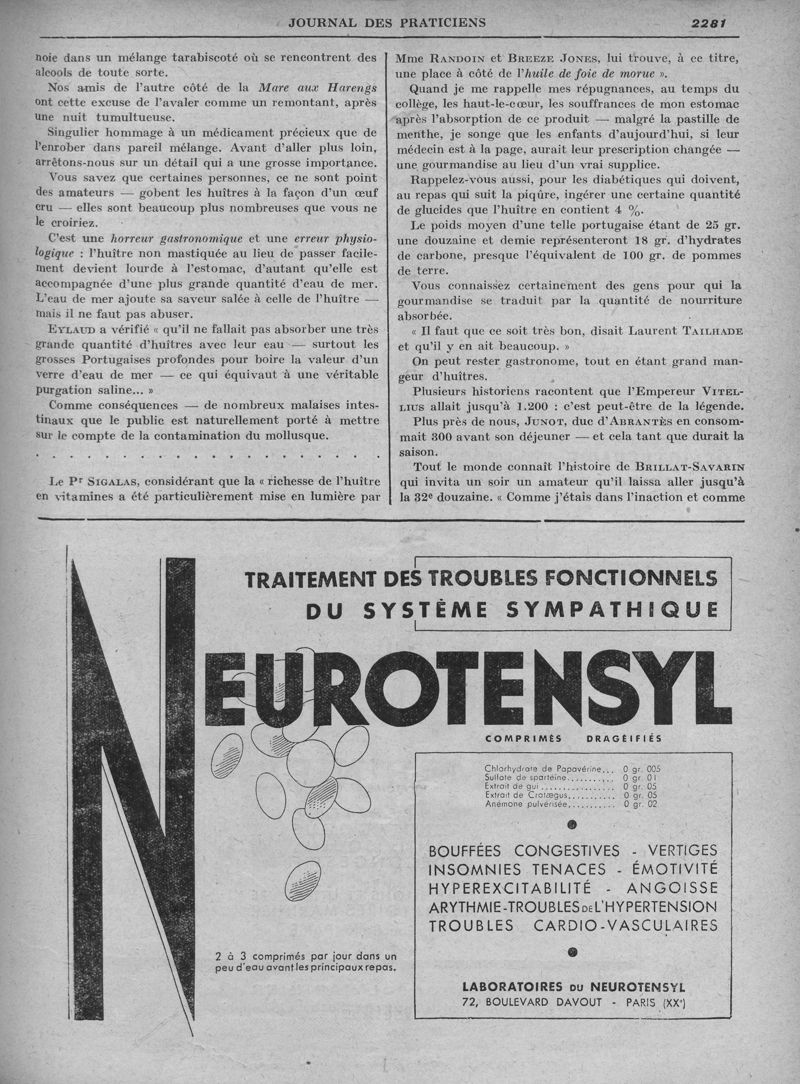 JOURNAL DES PRATICIENS
2281
noie dans un mélange tarabiscoté où se rencontrent des
alcools de toute sorte.
Nos amis de l'autre côté de la Mare aux Harengs
ont cette excuse de l'avaler comme un remontant, après
une nuit tumultueuse.
Singulier hommage à un médicament précieux que de
l'enrober dans pareil mélange. Avant d'aller plus loin,
arrêtons-nous sur un détail qui a une grosse importance.
Vous savez que certaines personnes, ce ne sont point
des amateurs — gobent les huîtres à la façon d'un œuf
cru — elles sont beaucoup plus nombreuses que vous ne
le croiriez.
C'est une horreur gastronomique et une erreur physio-
logique : l'huître non mastiquée au lieu de passer facile-
ment devient lourde à l'estomac, d'autant qu'elle est
accompagnée d'une plus grande quantité d'eau de mer.
L'eau de mer ajoute sa saveur salée à celle de l'huître —
mais il ne faut pas abuser.
EYLAUD a vérifié « qu'il ne fallait pas absorber une très
grande quantité d'huîtres avec leur eau — surtout les
grosses Portugaises profondes pour boire la valeur d'un
verre d'eau de mer — ce qui équivaut à une véritable
purgation saline... »
Comme conséquences — de nombreux malaises intes-
tinaux que le public est naturellement porté à mettre
sur le compte de la contamination du mollusque.
. . . . . . . . . . . . . . . . . . .
Le Pr SIGALAS, considérant que la « richesse de l'huître
en vitamines a été particulièrement mise en lumière par
Mme RANDOIN et BREEZE JONES, lui trouve, à ce titre,
une place à côté de l'huile de foie de morue ».
Quand je me rappelle mes répugnances, au temps du
collège, les haut-le-cœur, les souffrances de mon estomac
après l'absorption de ce produit — malgré la pastille de
menthe, je songe que les enfants d'aujourd'hui, si leur
médecin est à la page, aurait leur prescription changée —
une gourmandise au lieu d'un vrai supplice.
Rappelez-vous aussi, pour les diabétiques qui doivent,
au repas qui suit la piqûre, ingérer une certaine quantité
de glucides que l'huître en contient 4 %.
Le poids moyen d'une telle portugaise étant de 25 gr.
une douzaine et demie représenteront 18 gr. d'hydrates
de carbone, presque l'équivalent de 100 gr. de pommes
de terre.
Vous connaissez certainement des gens pour qui la
gourmandise se traduit par la quantité de nourriture
absorbée.
« Il faut que ce soit très bon, disait Laurent TAILHADE
et qu'il y en ait beaucoup. »
On peut rester gastronome, tout en étant grand man-
geur d'huîtres.
Plusieurs historiens racontent que l'Empereur VITEL-
LIUS allait jusqu'à 1.200 : c'est peut-être de la légende.
Plus près de nous, JUNOT, duc d'ABRANTÈS en consom-
mait 300 avant son déjeuner — et cela tant que durait la
saison.
Tout le monde connaît l'histoire de BRILLAT-SAVARIN
qui invita un soir un amateur qu'il laissa aller jusqu'à
la 32e douzaine. « Comme j'étais dans l'inaction et comme
TRAITEMENT DES TROUBLES FONCTIONNELS
DU SYSTÈME SYMPATHIQUE
NEUROTENSYL
COMPRIMÉS DRAGÉIFIÉS
Chlorhydrate de Papavérine... 0 gr. 005
Sulfate de spartéine.......... 0 gr. 01
Extrait de gui................. 0 gr. 05
Extrait de Cratægus........... 0 gr. 05
Anémone pulvérisée........... 0 gr. 02
BOUFFÉES CONGESTIVES - VERTIGES
INSOMNIES TENACES - ÉMOTIVITÉ
HYPEREXCITABILITÉ - ANGOISSE
ARYTHMIE-TROUBLES DE L'HYPERTENSION
TROUBLES CARDIO-VASCULAIRES
2 à 3 comprimés par jour dans un
peu d'eau avant les principaux repas.
LABORATOIRES DU NEUROTENSYL
72, BOULEVARD DAVOUT - PARIS (XXe)